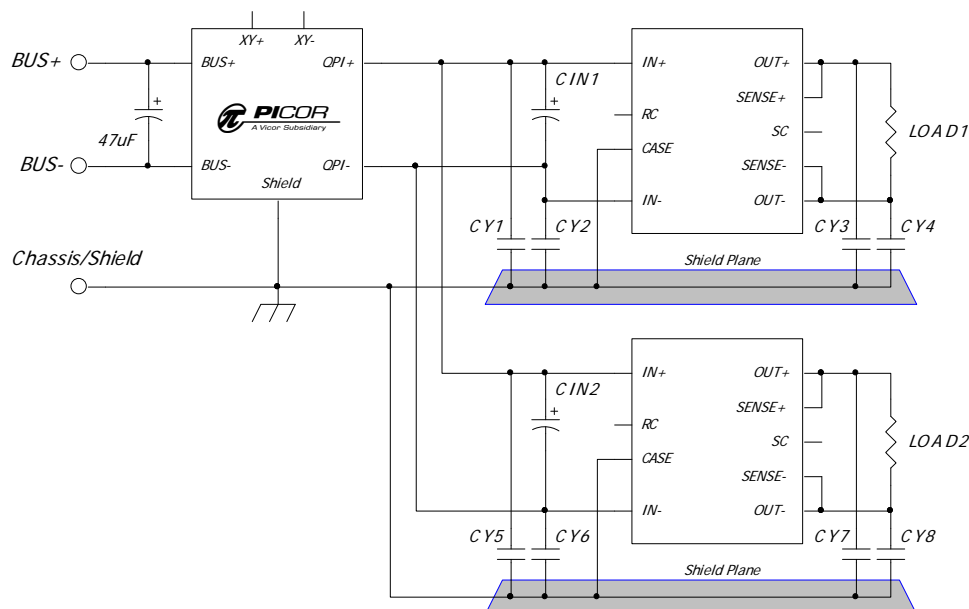 XY+ XY-
BUS+
BUS+ QPI+
47uF
PICOR
A Vicor Subsidiary
BUS-
BUS- QPI-
Shield
Chassis/Shield
CIN1
IN+ OUT+
SENSE+
RC
SC
CASE
SENSE-
IN- OUT-
LOAD1
CY1 CY2 CY3 CY4
Shield Plane
CIN2
IN+ OUT+
SENSE+
RC
SC
CASE
SENSE-
IN- OUT-
LOAD2
CY5 CY6 CY7 CY8
Shield Plane